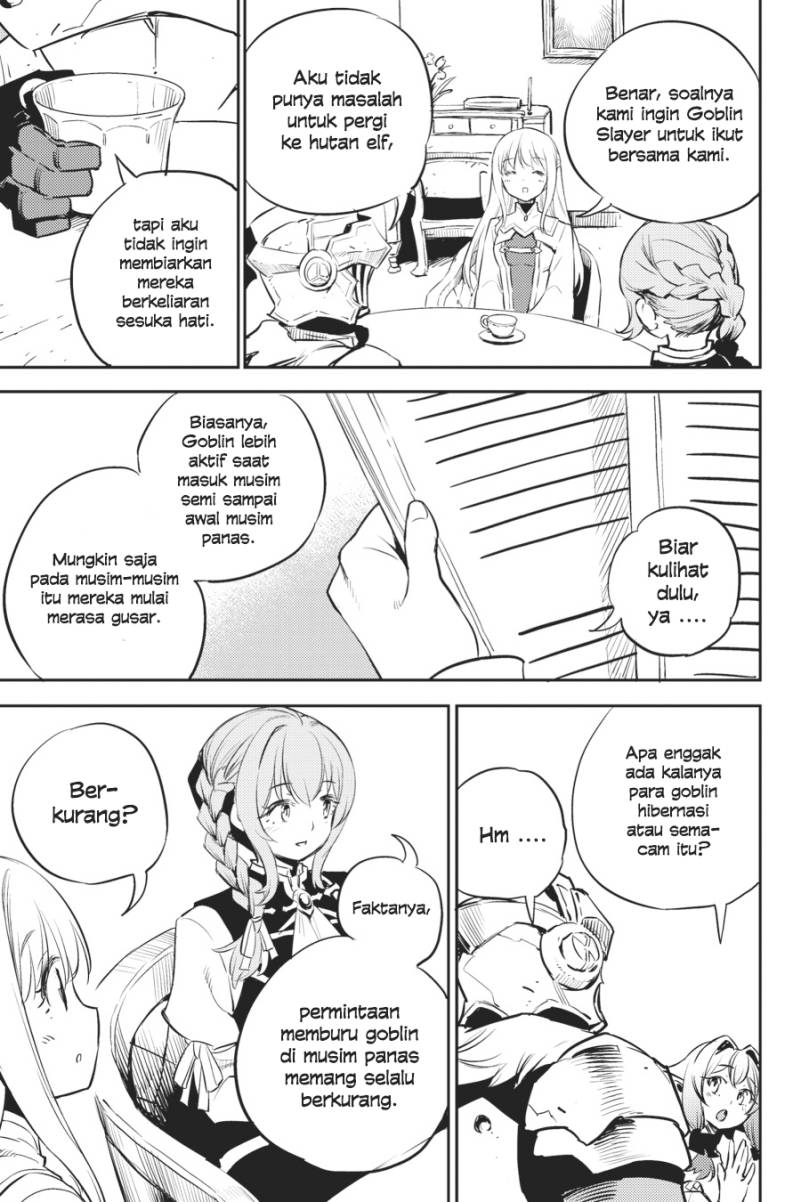 Benar, soalnya
kami ingin Goblin
Slayer untuk ikut
bersama kami.
Aku tidak
punya masalah
untuk pergi
ke hutan elf,
tapi aku
tidak ingin
membiarkan
mereka
berkeliaran
sesuka hati.
Biar
kulihat
dulu,
ya ....
Biasanya,
Goblin lebih
aktif saat
masuk musim
semi sampai
awal musim
panas.
Mungkin saja
pada musim-musim
itu mereka mulai
merasa gusar.
Apa enggak
ada kalanya
para goblin
hibernasi
atau sema-
cam itu?
Hm ....
Faktanya,
permintaan
memburu goblin
di musim panas
memang selalu
berkurang.
Ber-
kurang?